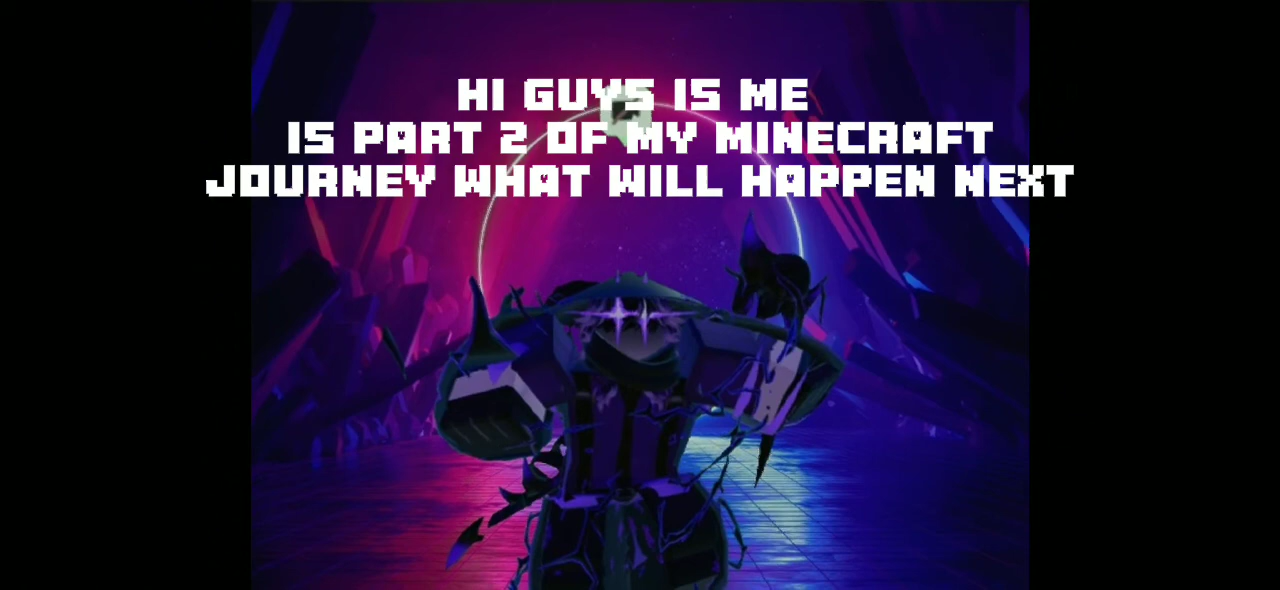 HI GUYS IS ME
IS PART 2 OF MY MINECRAFT
JOURNEY WHAT WILL HAPPEN NEXT